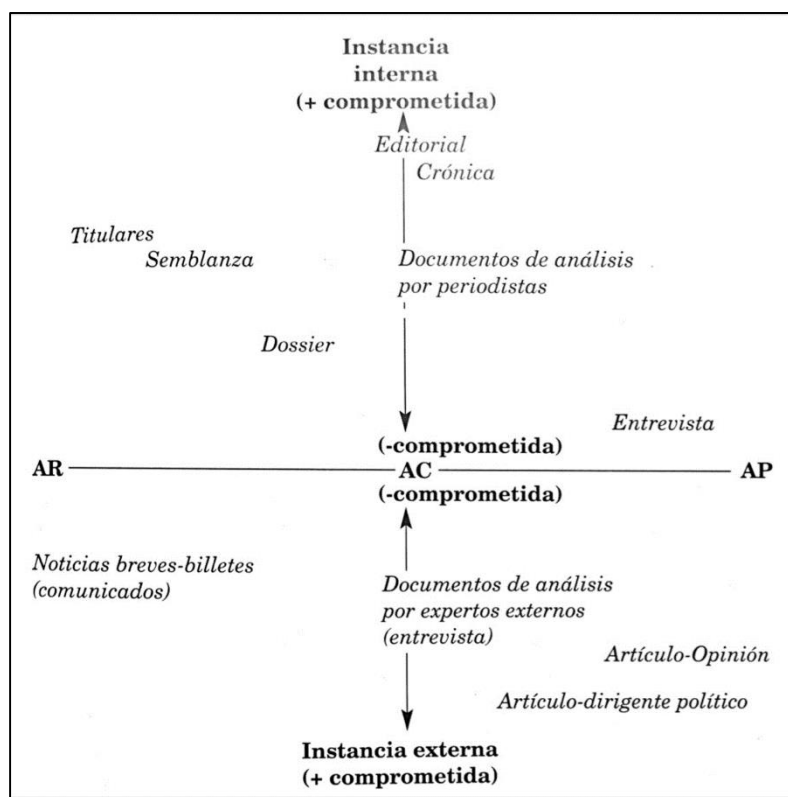 Instancia
interna
(+ comprometida)
Editorial
Crónica
Titulares
Semblanza
Documentos de análisis
por periodistas
Dossier
Entrevista
(-comprometida)
AR AC AP
(-comprometida)
Noticias breves-billetes
(comunicados)
Documentos de análisis
por expertos externos
(entrevista)
Artículo-Opinión
Artículo-dirigente político
Instancia externa
(+ comprometida)